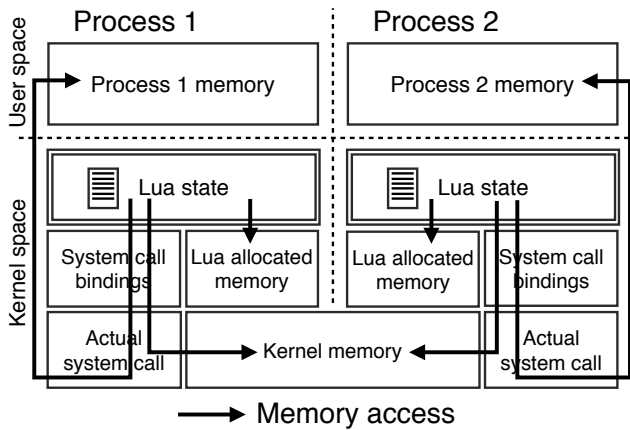 Process 1
Process 2
User space
Process 1 memory
Process 2 memory
Kernel space
Lua state
Lua state
System call
bindings
Lua allocated
memory
Lua allocated
memory
System call
bindings
Actual
system call
Kernel memory
Actual
system call
Memory access